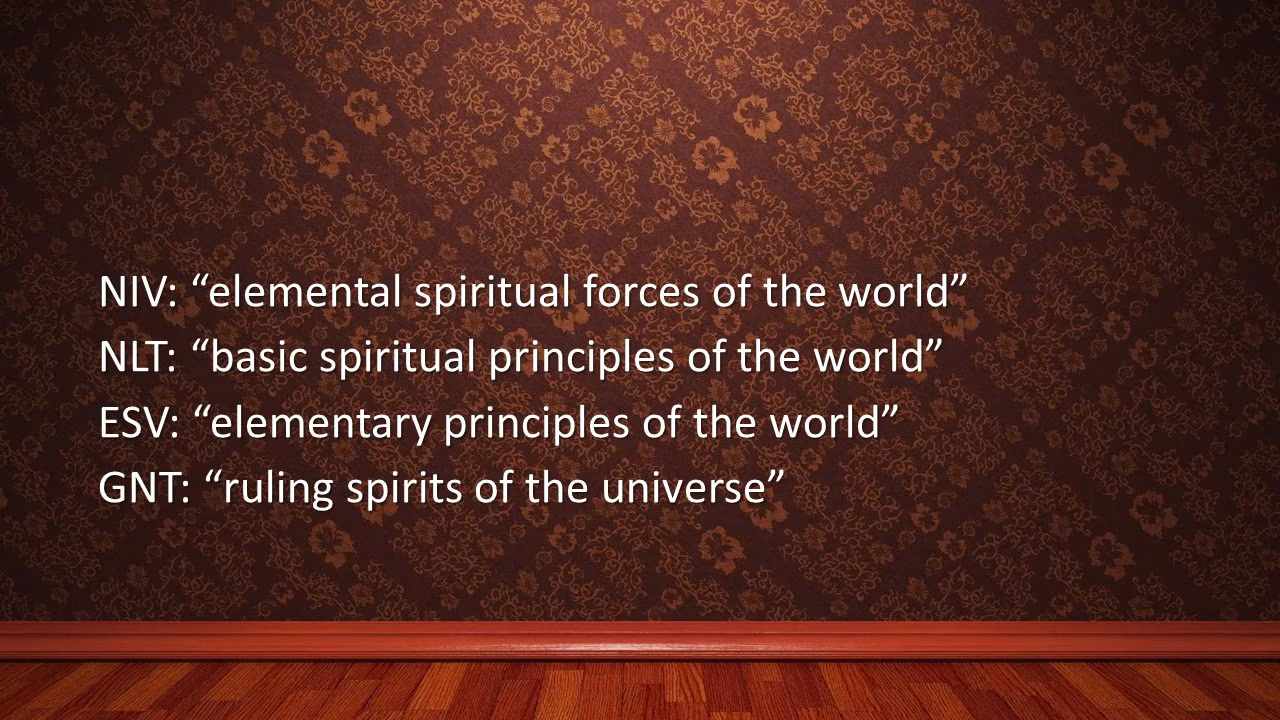 NIV: “elemental spiritual forces of the world”
NLT: “basic spiritual principles of the world”
ESV: “elementary principles of the world”
GNT: “ruling spirits of the universe”